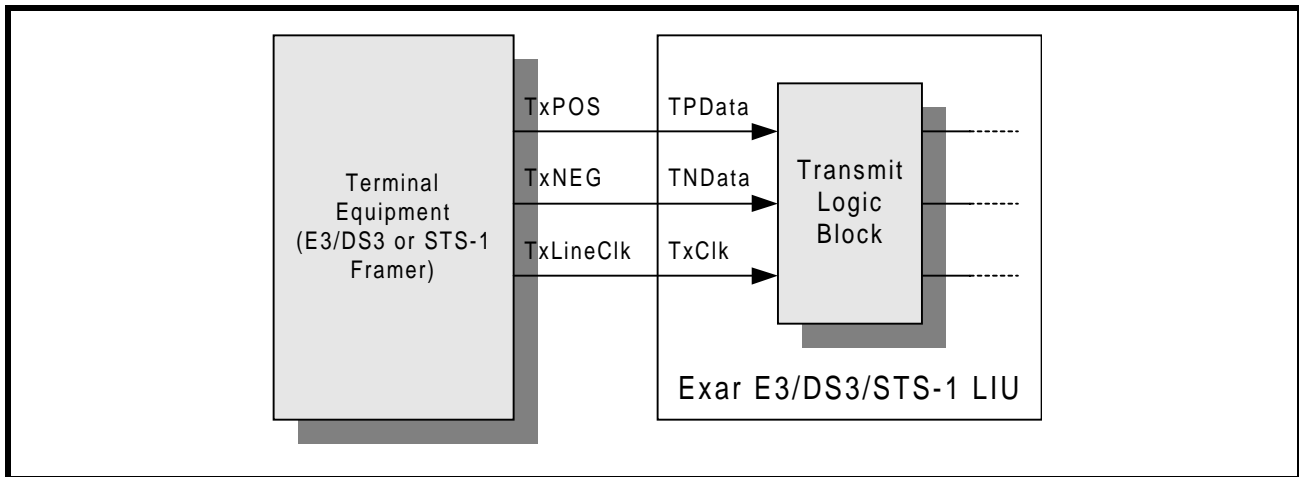 Terminal
Equipment
(E3/DS3 or STS-1
Framer)
TxPOS
TPData
TxNEG
TNData
TxLineClk
TxClk
Transmit
Logic
Block
Exar E3/DS3/STS-1 LIU